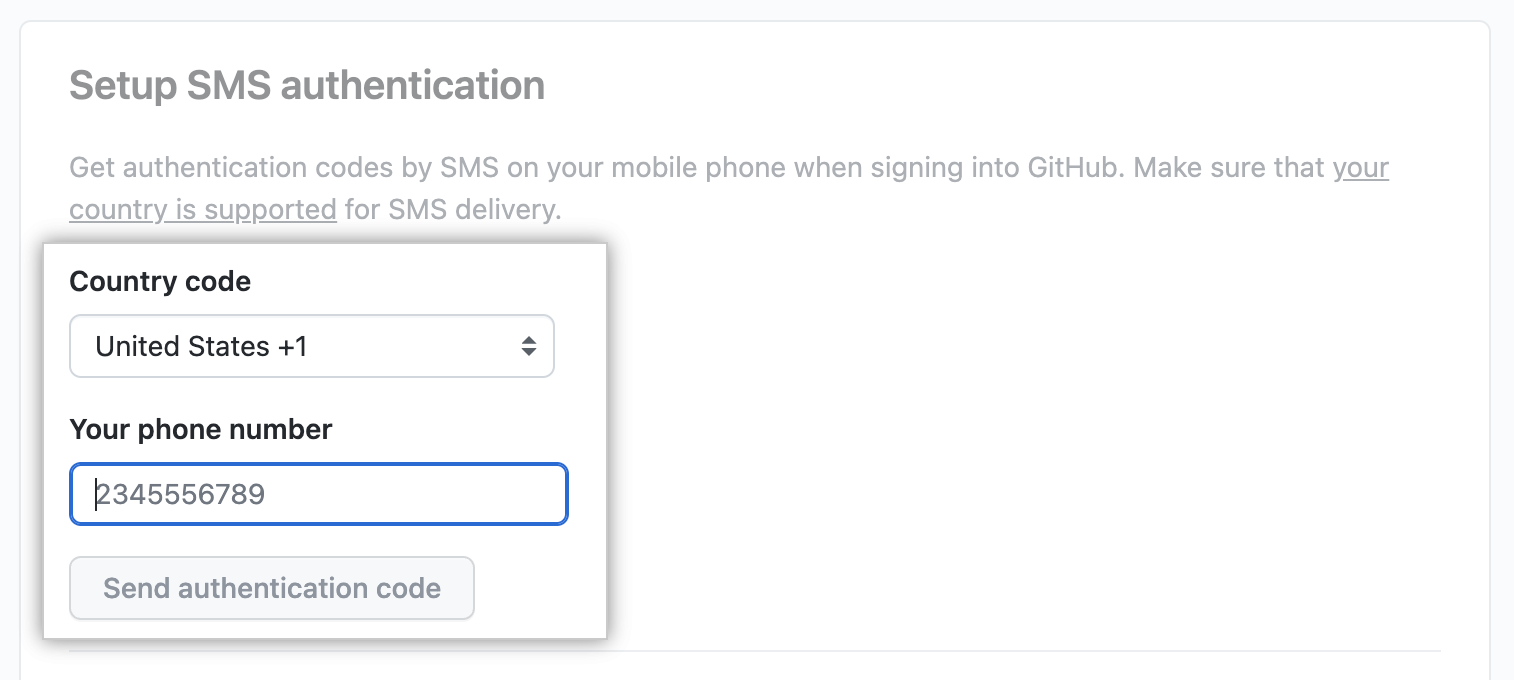 Setup SMS authentication
Get authentication codes by SMS on your mobile phone when signing into GitHub. Make sure that your
country is supported for SMS delivery.
Country code
United States +1
Your phone number
2345556789
Send authentication code